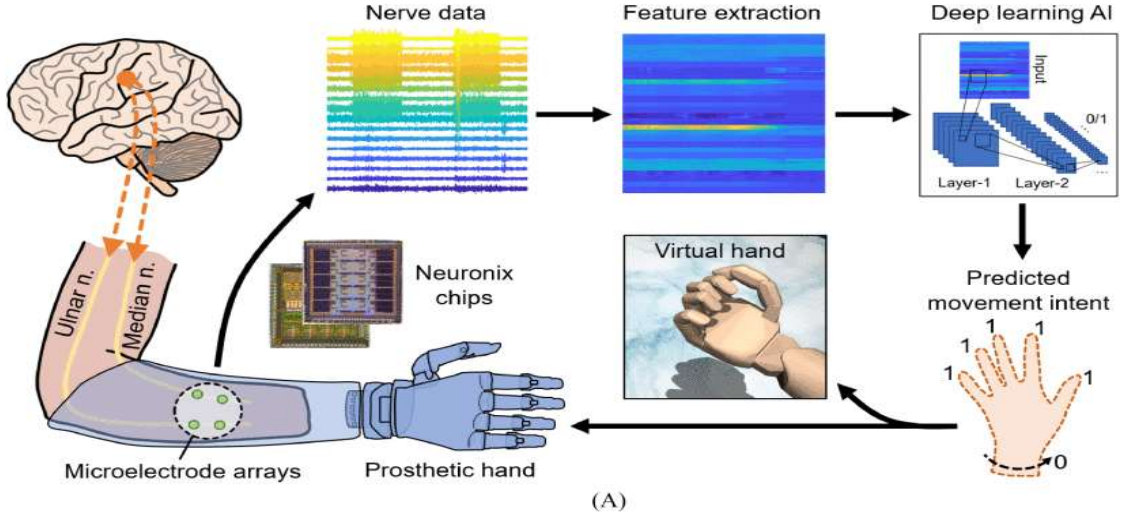 Nerve data
Feature extraction
Deep learning AI
Input
0/1
Layer-1
Layer-2
Ulnar n.
Median n.
Neuronix
chips
Virtual hand
Predicted
movement intent
1
1
1
1
1
0
Microelectrode arrays
Prosthetic hand
(A)